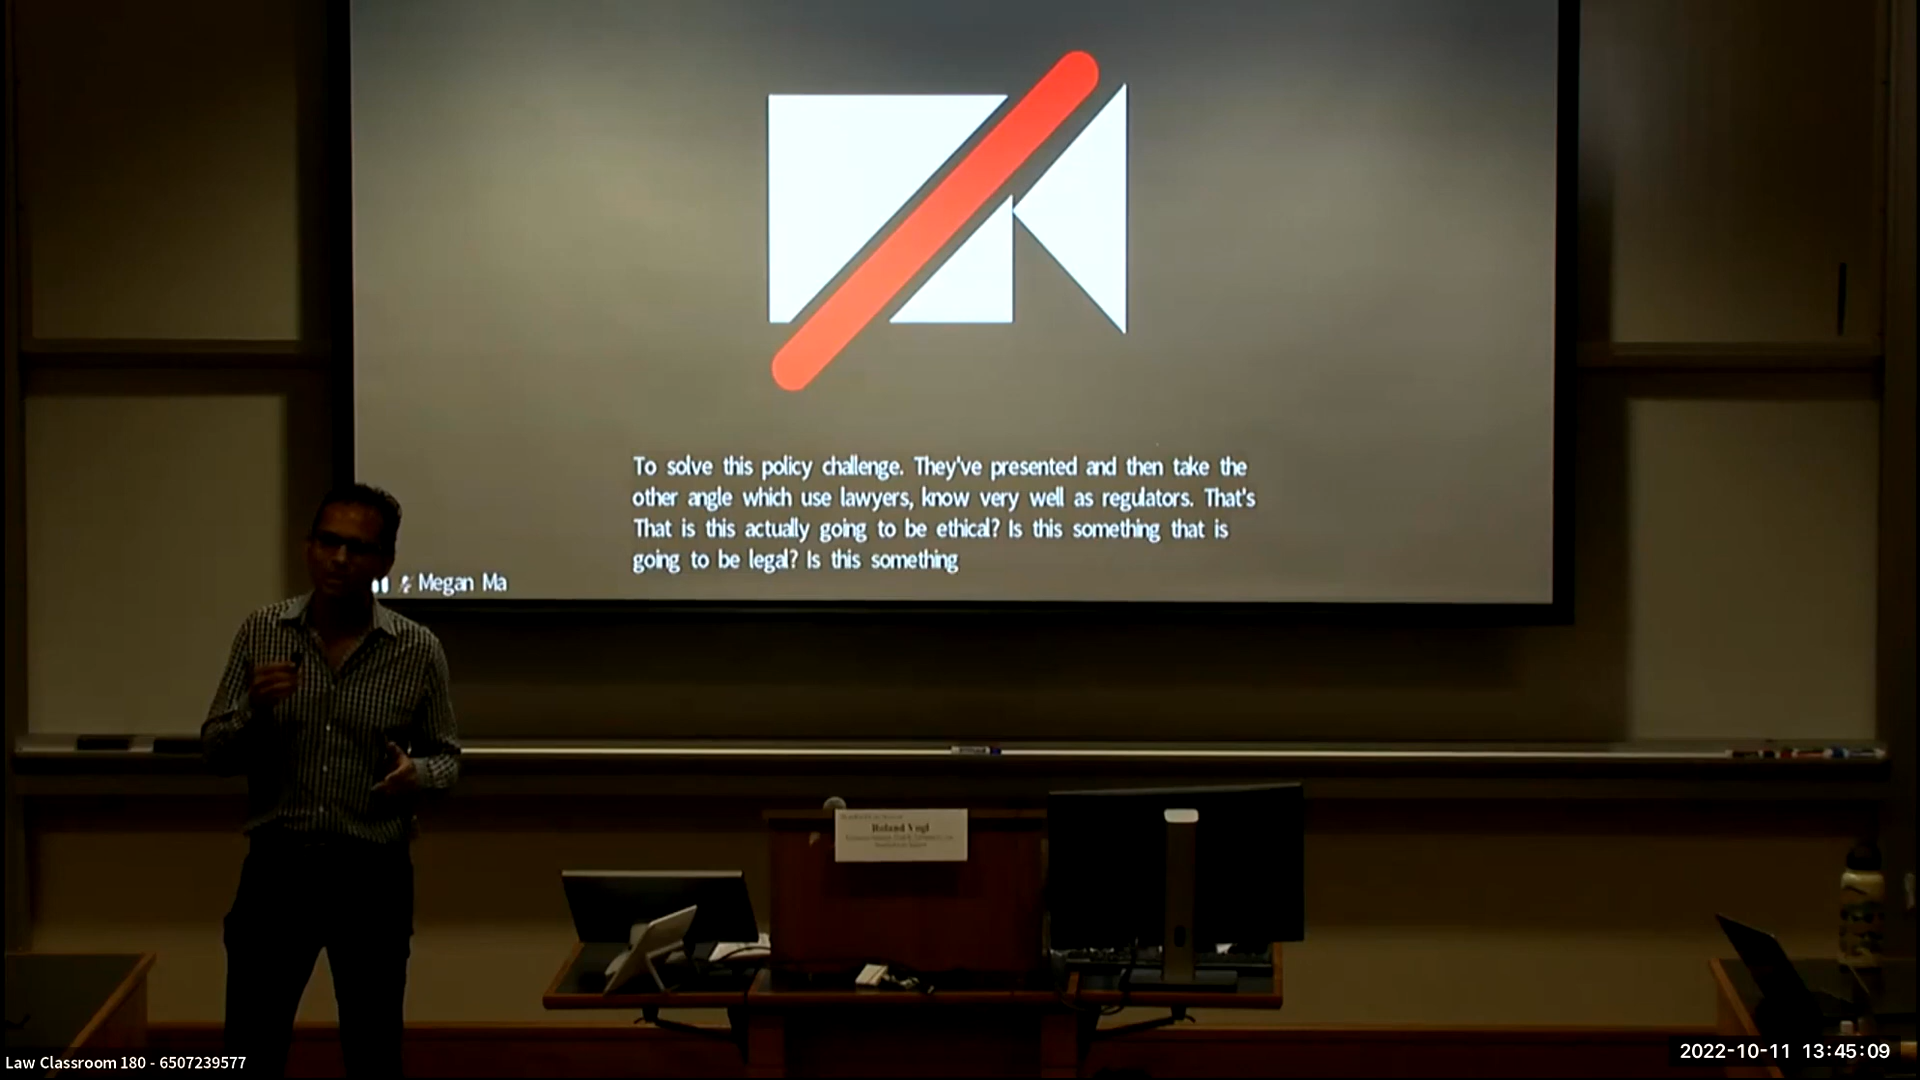 To solve this policy challenge. They've presented and then take the
other angle which use lawyers, know very well as regulators. That's
That is this actually going to be ethical? Is this something that is
going to be legal? Is this something
Megan Ma
Roland Vogl
Law Classroom 180 - 6507239577
2022-10-11 13:45:09